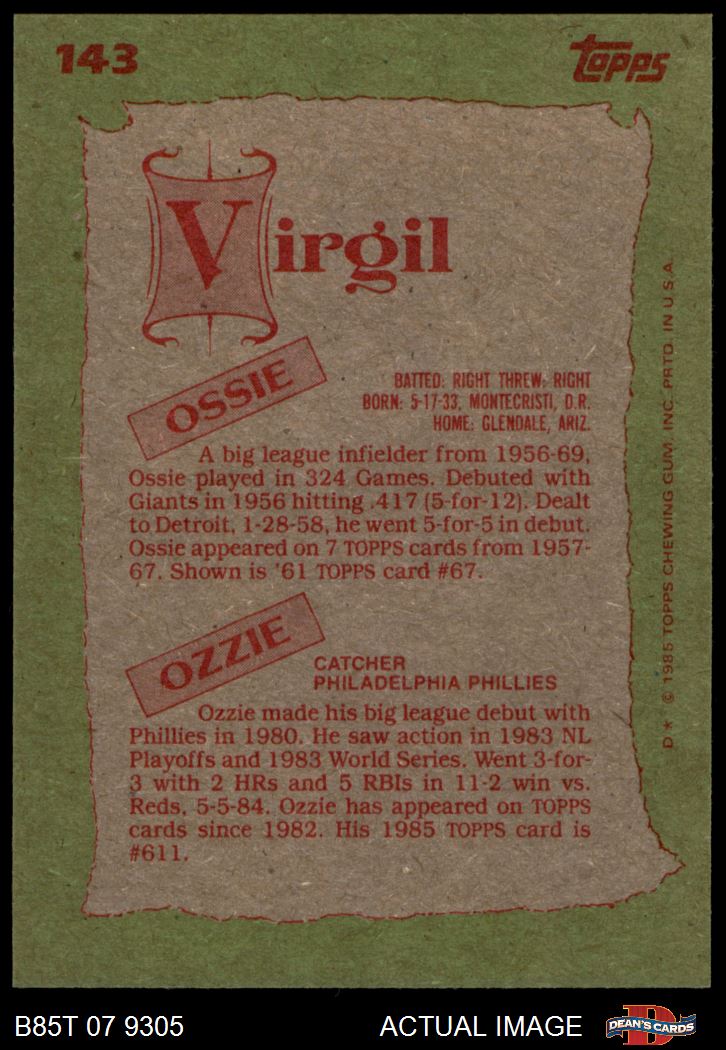 143
topps
Virgil
OSSIE
BATTED: RIGHT THREW: RIGHT
BORN: 5-17-33, MONTECRISTI, D.R.
HOME: GLENDALE, ARIZ.
A big league infielder from 1956-69,
Ossie played in 324 Games. Debuted with
Giants in 1956 hitting .417 (5-for-12). Dealt
to Detroit, 1-28-58, he went 5-for-5 in debut.
Ossie appeared on 7 TOPPS cards from 1957-
67. Shown is '61 TOPPS card #67.
OZZIE
CATCHER
PHILADELPHIA PHILLIES
Ozzie made his big league debut with
Phillies in 1980. He saw action in 1983 NL
Playoffs and 1983 World Series. Went 3-for-
3 with 2 HRs and 5 RBIs in 11-2 win vs.
Reds, 5-5-84. Ozzie has appeared on TOPPS
cards since 1982. His 1985 TOPPS card is
#611.
D* © 1985 TOPPS CHEWING GUM, INC. PRTD. IN U.S.A.
B85T 07 9305
ACTUAL IMAGE
D
DEAN'S CARDS